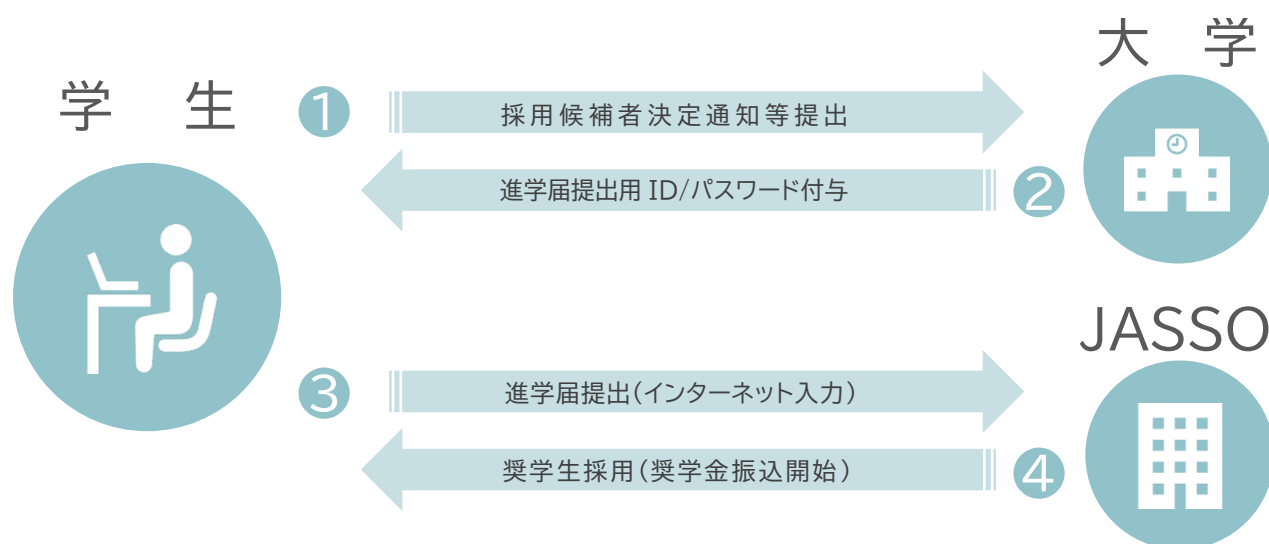 大　学
学　生
1 採用候補者決定通知等提出
進学届提出用 ID/パスワード付与 2
JASSO
3 進学届提出(インターネット入力)
奨学生採用(奨学金振込開始) 4